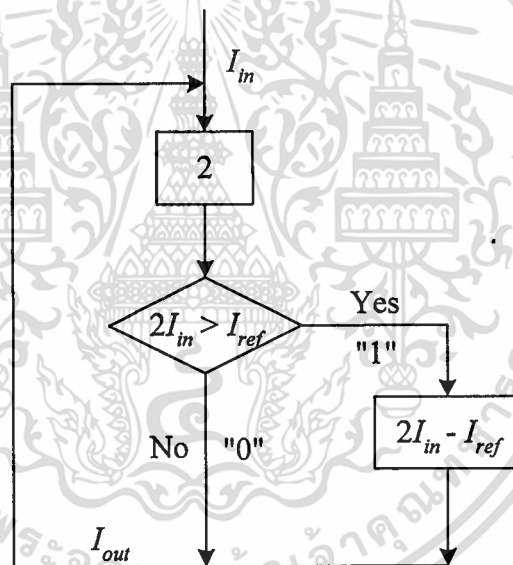 I_in
2
2I_in > I_ref
Yes
"1"
2I_in - I_ref
No "0"
I_out